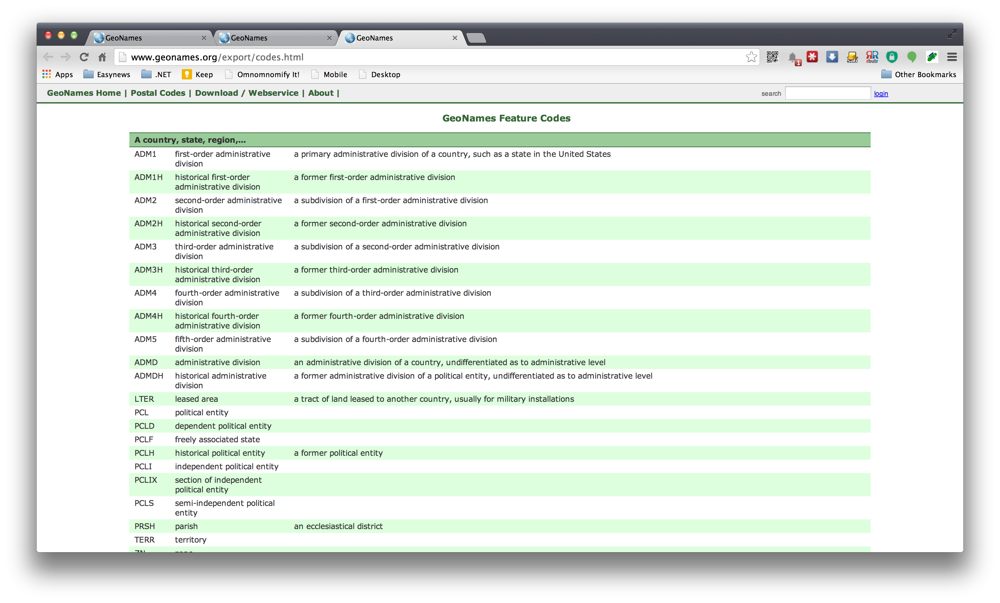 GeoNames GeoNames GeoNames
www.geonames.org/export/codes.html
1 sab rbutr
Apps Easynews .NET Keep Omnomnomify It! Mobile Desktop Other Bookmarks
GeoNames Home | Postal Codes | Download / Webservice | About | search login
GeoNames Feature Codes
A country, state, region,...
ADM1 first-order administrative a primary administrative division of a country, such as a state in the United States
division
ADM1H historical first-order a former first-order administrative division
administrative division
ADM2 second-order administrative a subdivision of a first-order administrative division
division
ADM2H historical second-order a former second-order administrative division
administrative division
ADM3 third-order administrative a subdivision of a second-order administrative division
division
ADM3H historical third-order a former third-order administrative division
administrative division
ADM4 fourth-order administrative a subdivision of a third-order administrative division
division
ADM4H historical fourth-order a former fourth-order administrative division
administrative division
ADM5 fifth-order administrative a subdivision of a fourth-order administrative division
division
ADMD administrative division an administrative division of a country, undifferentiated as to administrative level
ADMDH historical administrative a former administrative division of a political entity, undifferentiated as to administrative level
division
LTER leased area a tract of land leased to another country, usually for military installations
PCL political entity
PCLD dependent political entity
PCLF freely associated state
PCLH historical political entity a former political entity
PCLI independent political entity
PCLIX section of independent
political entity
PCLS semi-independent political
entity
PRSH parish an ecclesiastical district
TERR territory